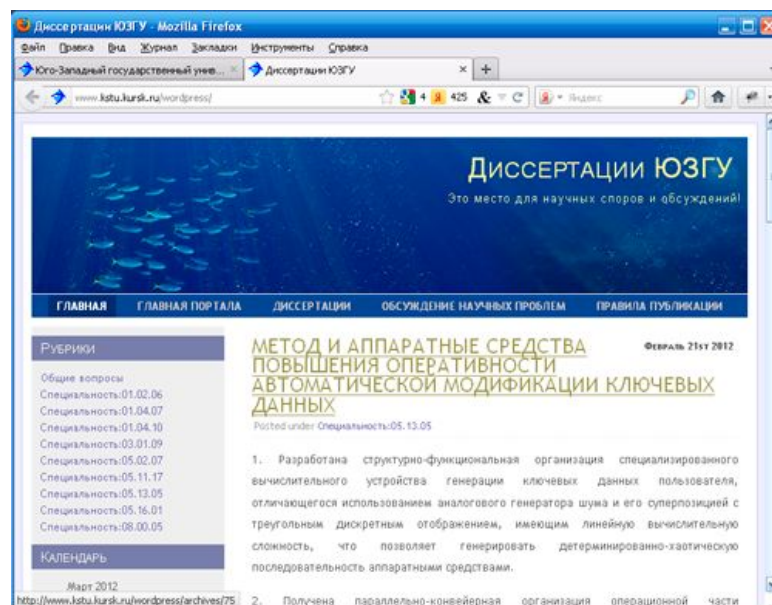 Диссертации ЮЗГУ - Mozilla Firefox
Файл Правка Вид Журнал Закладки Инструменты Справка
Юго-Западный государственный унив... × Диссертации ЮЗГУ × +
www.kstu.kursk.ru/wordpress/ 4 425 Яндекс
ДИССЕРТАЦИИ ЮЗГУ
Это место для научных споров и обсуждений!
ГЛАВНАЯ ГЛАВНАЯ ПОРТАЛА ДИССЕРТАЦИИ ОБСУЖДЕНИЕ НАУЧНЫХ ПРОБЛЕМ ПРАВИЛА ПУБЛИКАЦИИ
РУБРИКИ
Общие вопросы
Специальность:01.02.06
Специальность:01.04.07
Специальность:01.04.10
Специальность:03.01.09
Специальность:05.02.07
Специальность:05.11.17
Специальность:05.13.05
Специальность:05.16.01
Специальность:08.00.05
КАЛЕНДАРЬ
Март 2012
МЕТОД И АППАРАТНЫЕ СРЕДСТВА
ПОВЫШЕНИЯ ОПЕРАТИВНОСТИ
АВТОМАТИЧЕСКОЙ МОДИФИКАЦИИ КЛЮЧЕВЫХ
ДАННЫХ
ФЕВРАЛЬ 21ST 2012
Posted under Специальность:05.13.05
1. Разработана структурно-функциональная организация специализированного
вычислительного устройства генерации ключевых данных пользователя,
отличающегося использованием аналогового генератора шума и его суперпозицией с
треугольным дискретным отображением, имеющим линейную вычислительную
сложность, что позволяет генерировать детерминированно-хаотическую
последовательность аппаратными средствами.
2. Получена параллельно-конвейерная организация операционной части
http://www.kstu.kursk.ru/wordpress/archives/75